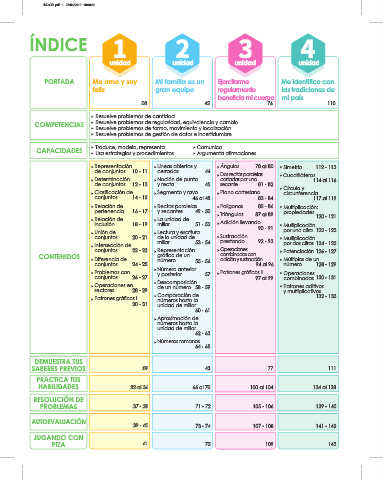 ÍNDICE
1
unidad
2
unidad
3
unidad
4
unidad
PORTADA
Me amo y soy
feliz
Mi familia es un
gran equipo
Ejercitarme
regularmente
beneficia mi cuerpo
Me identifico con
las tradiciones de
mi país
42
76
110
COMPETENCIAS
Resuelve problemas de cantidad
Resuelve problemas de regularidad, equivalencia y cambio
Resuelve problemas de forma, movimiento y localización
Resuelve problemas de gestión de datos e incertidumbre
CAPACIDADES
Traduce, modela, representa
Usa estrategias y procedimientos
Comunica
Argumenta afirmaciones
CONTENIDOS
Representación
de conjuntos 10 - 11
Determinación
de conjuntos 12 - 13
Clasificación de
conjuntos 14 - 15
Relación de
pertenencia 16 - 17
Relación de
inclusión 18 - 19
Unión de
conjuntos 20 - 21
Intersección de
conjuntos 22 - 23
Diferencia de
conjuntos 24 - 25
Problemas con
conjuntos 26 - 27
Operaciones en
vectores 28 - 29
Patrones gráficos I
30 - 31
Líneas abiertas y
cerradas 44
Noción de punto
y recta 45
Segmento y rayo
46 al 48
Rectas paralelas
y secantes 49 - 50
La unidad de
millar 51 - 52
Lectura y escritura
de la unidad de
millar 53 - 54
Representación
gráfica de un
número 55 - 56
Número anterior
y posterior 57
Descomposición
de un número 58 - 59
Comparación de
números hasta la
unidad de millar
60 - 61
Aproximación de
números hasta la
unidad de millar
62 - 63
Números romanos
64 - 65
Ángulos 78 al 80
Rectas paralelas
cortadas por una
secante 81 - 82
Plano cartesiano
83 - 84
Polígonos 85 - 86
Triángulos 87 al 89
Adición llevando
90 - 91
Sustracción
prestando 92 - 93
Operaciones
combinadas con
adición y sustracción
94 al 96
Patrones gráficos II
97 al 99
Simetría 112 - 113
Cuadriláteros
114 al 116
Círculo y
circunferencia
117 al 119
Multiplicación:
propiedades
120 - 121
Multiplicación
por una cifra 122 - 123
Multiplicación
por dos cifras 124 - 125
Potenciación 126 - 127
Múltiplos de un
número 128 - 129
Operaciones
combinadas 130 - 131
Patrones aditivos
y multiplicativos
132 - 133
DEMUESTRA TUS
SABERES PREVIOS
43
77
111
PRACTICA TUS
HABILIDADES
32 al 36
66 al 70
100 al 104
134 al 138
RESOLUCIÓN DE
PROBLEMAS
37 - 38
71 - 72
105 - 106
139 - 140
AUTOEVALUACIÓN
39 - 40
73 - 74
107 - 108
141 - 142
JUGANDO CON
PIZA
41
75
109
143